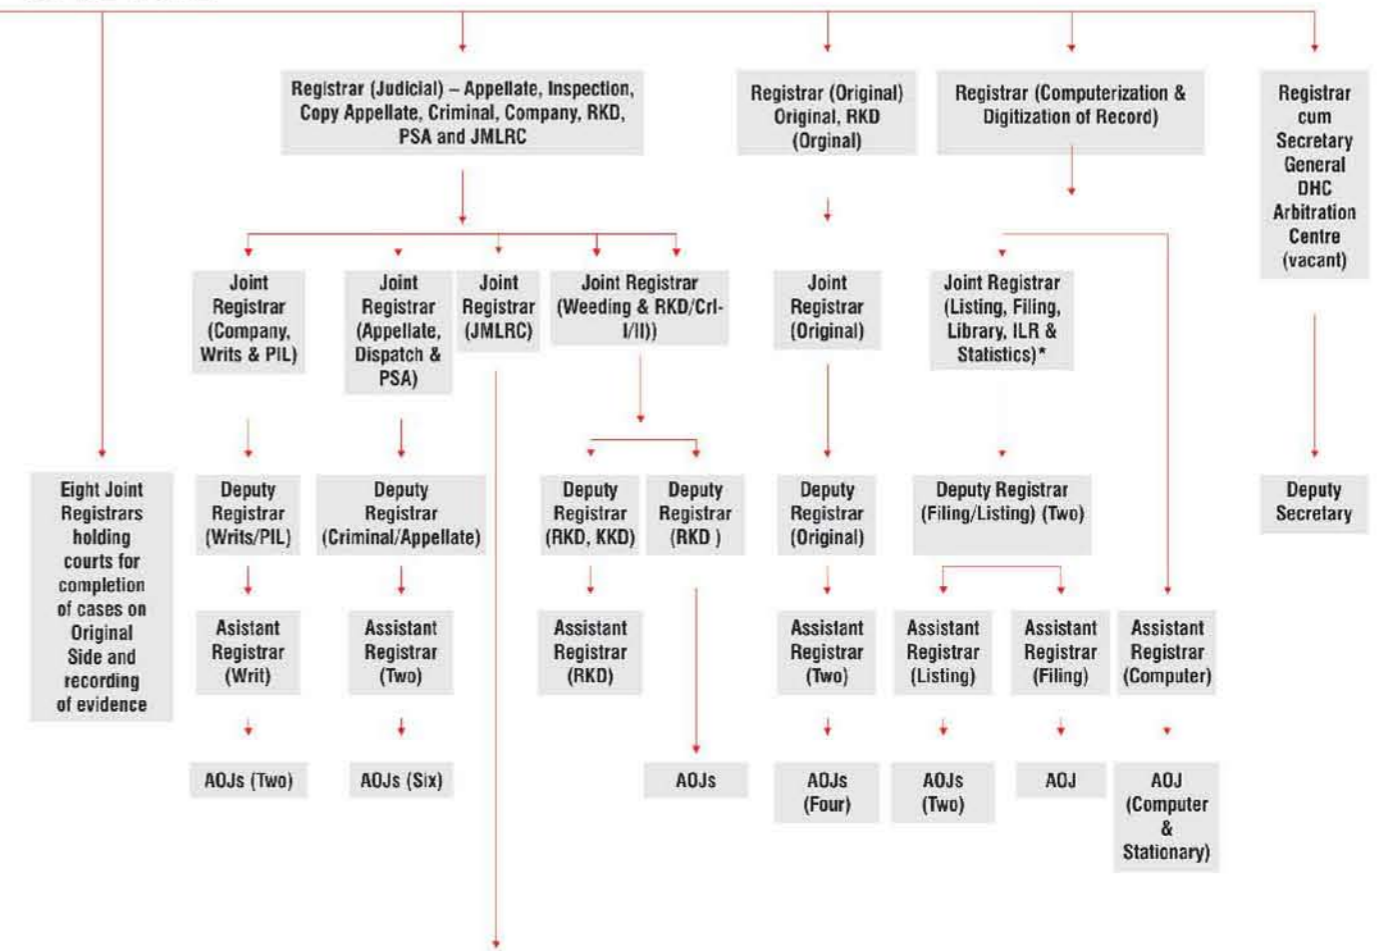 Registrar (Judicial) – Appellate, Inspection,
Copy Appellate, Criminal, Company, RKD,
PSA and JMLRC
Registrar (Original)
Original, RKD
(Orginal)
Registrar (Computerization &
Digitization of Record)
Registrar
cum
Secretary
General
DHC
Arbitration
Centre
(vacant)
Joint
Registrar
(Company,
Writs & PIL)
Joint
Registrar
(Appellate,
Dispatch &
PSA)
Joint
Registrar
(JMLRC)
Joint Registrar
(Weeding & RKD/Crl-
I/II))
Joint
Registrar
(Original)
Joint Registrar
(Listing, Filing,
Library, ILR &
Statistics)*
Eight Joint
Registrars
holding
courts for
completion
of cases on
Original
Side and
recording
of evidence
Deputy
Registrar
(Writs/PIL)
Deputy
Registrar
(Criminal/Appellate)
Deputy
Registrar
(RKD, KKD)
Deputy
Registrar
(RKD )
Deputy
Registrar
(Original)
Deputy Registrar
(Filing/Listing) (Two)
Deputy
Secretary
Asistant
Registrar
(Writ)
Assistant
Registrar
(Two)
Assistant
Registrar
(RKD)
Assistant
Registrar
(Two)
Assistant
Registrar
(Listing)
Assistant
Registrar
(Filing)
Assistant
Registrar
(Computer)
AOJs (Two)
AOJs (Six)
AOJs
AOJs
(Four)
AOJs
(Two)
AOJ
AOJ
(Computer
&
Stationary)